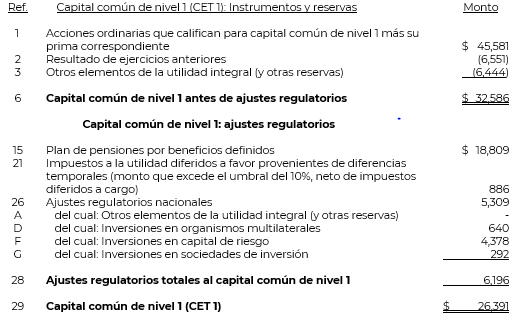 Ref. Capital común de nivel 1 (CET 1): Instrumentos y reservas Monto
1 Acciones ordinarias que califican para capital común de nivel 1 más su
prima correspondiente $ 45,581
2 Resultado de ejercicios anteriores (6,551)
3 Otros elementos de la utilidad integral (y otras reservas) (6,444)
6 Capital común de nivel 1 antes de ajustes regulatorios $ 32,586
Capital común de nivel 1: ajustes regulatorios
15 Plan de pensiones por beneficios definidos $ 18,809
21 Impuestos a la utilidad diferidos a favor provenientes de diferencias
temporales (monto que excede el umbral del 10%, neto de impuestos
diferidos a cargo) 886
26 Ajustes regulatorios nacionales 5,309
A del cual: Otros elementos de la utilidad integral (y otras reservas) -
D del cual: Inversiones en organismos multilaterales 640
F del cual: Inversiones en capital de riesgo 4,378
G del cual: Inversiones en sociedades de inversión 292
28 Ajustes regulatorios totales al capital común de nivel 1 6,196
29 Capital común de nivel 1 (CET 1) $ 26,391